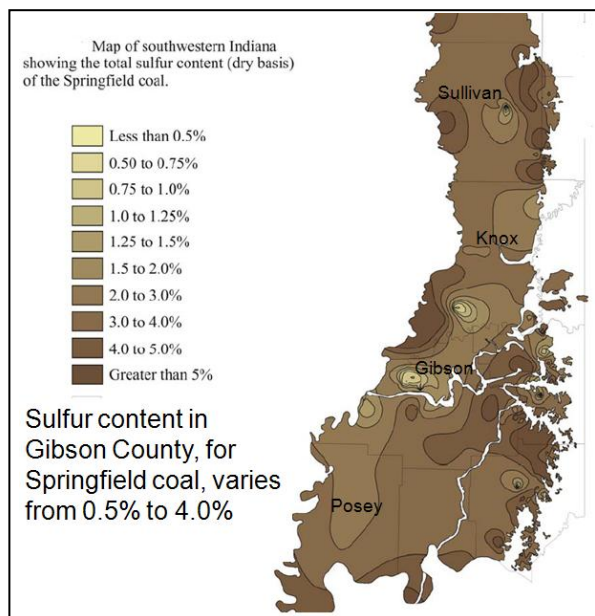 Map of southwestern Indiana
showing the total sulfur content (dry basis)
of the Springfield coal.
Less than 0.5%
0.50 to 0.75%
0.75 to 1.0%
1.0 to 1.25%
1.25 to 1.5%
1.5 to 2.0%
2.0 to 3.0%
3.0 to 4.0%
4.0 to 5.0%
Greater than 5%
Sullivan
Knox
Gibson
Posey
Sulfur content in
Gibson County, for
Springfield coal, varies
from 0.5% to 4.0%